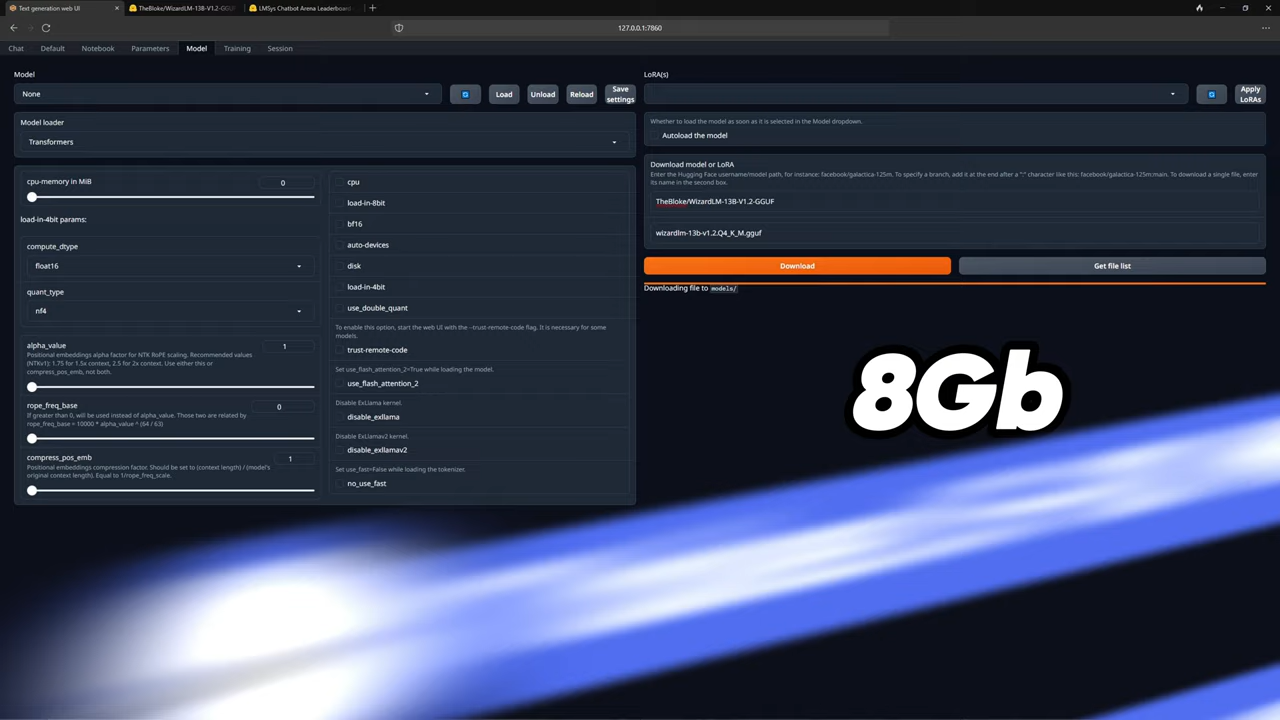 Text generation web UI
TheBloke/WizardLM-13B-V1.2-GGUF
LMSys Chatbot Arena Leaderboard
127.0.0.1:7860
Chat
Default
Notebook
Parameters
Model
Training
Session
Model
None
Load
Unload
Reload
Save settings
Model loader
Transformers
cpu-memory in MiB
0
load-in-4bit params:
compute_dtype
float16
quant_type
nf4
alpha_value
1
Positional embeddings alpha factor for NTK RoPE scaling. Recommended values
(NTKv1): 1.75 for 1.5x context, 2.5 for 2x context. Use either this or
compress_pos_emb, not both.
rope_freq_base
0
If greater than 0, will be used instead of alpha_value. Those two are related by
rope_freq_base = 10000 * alpha_value ^ (64 / 63)
compress_pos_emb
1
Positional embeddings compression factor. Should be set to (context length) / (model's
original context length). Equal to 1/rope_freq_scale.
cpu
load-in-8bit
bf16
auto-devices
disk
load-in-4bit
use_double_quant
To enable this option, start the web UI with the --trust-remote-code flag. It is necessary for some
models.
trust-remote-code
Set use_flash_attention_2=True while loading the model.
use_flash_attention_2
Disable ExLlama kernel.
disable_exllama
Disable ExLlamav2 kernel.
disable_exllamav2
Set use_fast=False while loading the tokenizer.
no_use_fast
LoRA(s)
Apply LoRAs
Whether to load the model as soon as it is selected in the Model dropdown.
Autoload the model
Download model or LoRA
Enter the Hugging Face username/model path, for instance: facebook/galactica-125m. To specify a branch, add it at the end after a ":" character like this: facebook/galactica-125m:main. To download a single file, enter
its name in the second box.
TheBloke/WizardLM-13B-V1.2-GGUF
wizardlm-13b-v1.2.Q4_K_M.gguf
Download
Get file list
Downloading file to models/
8Gb